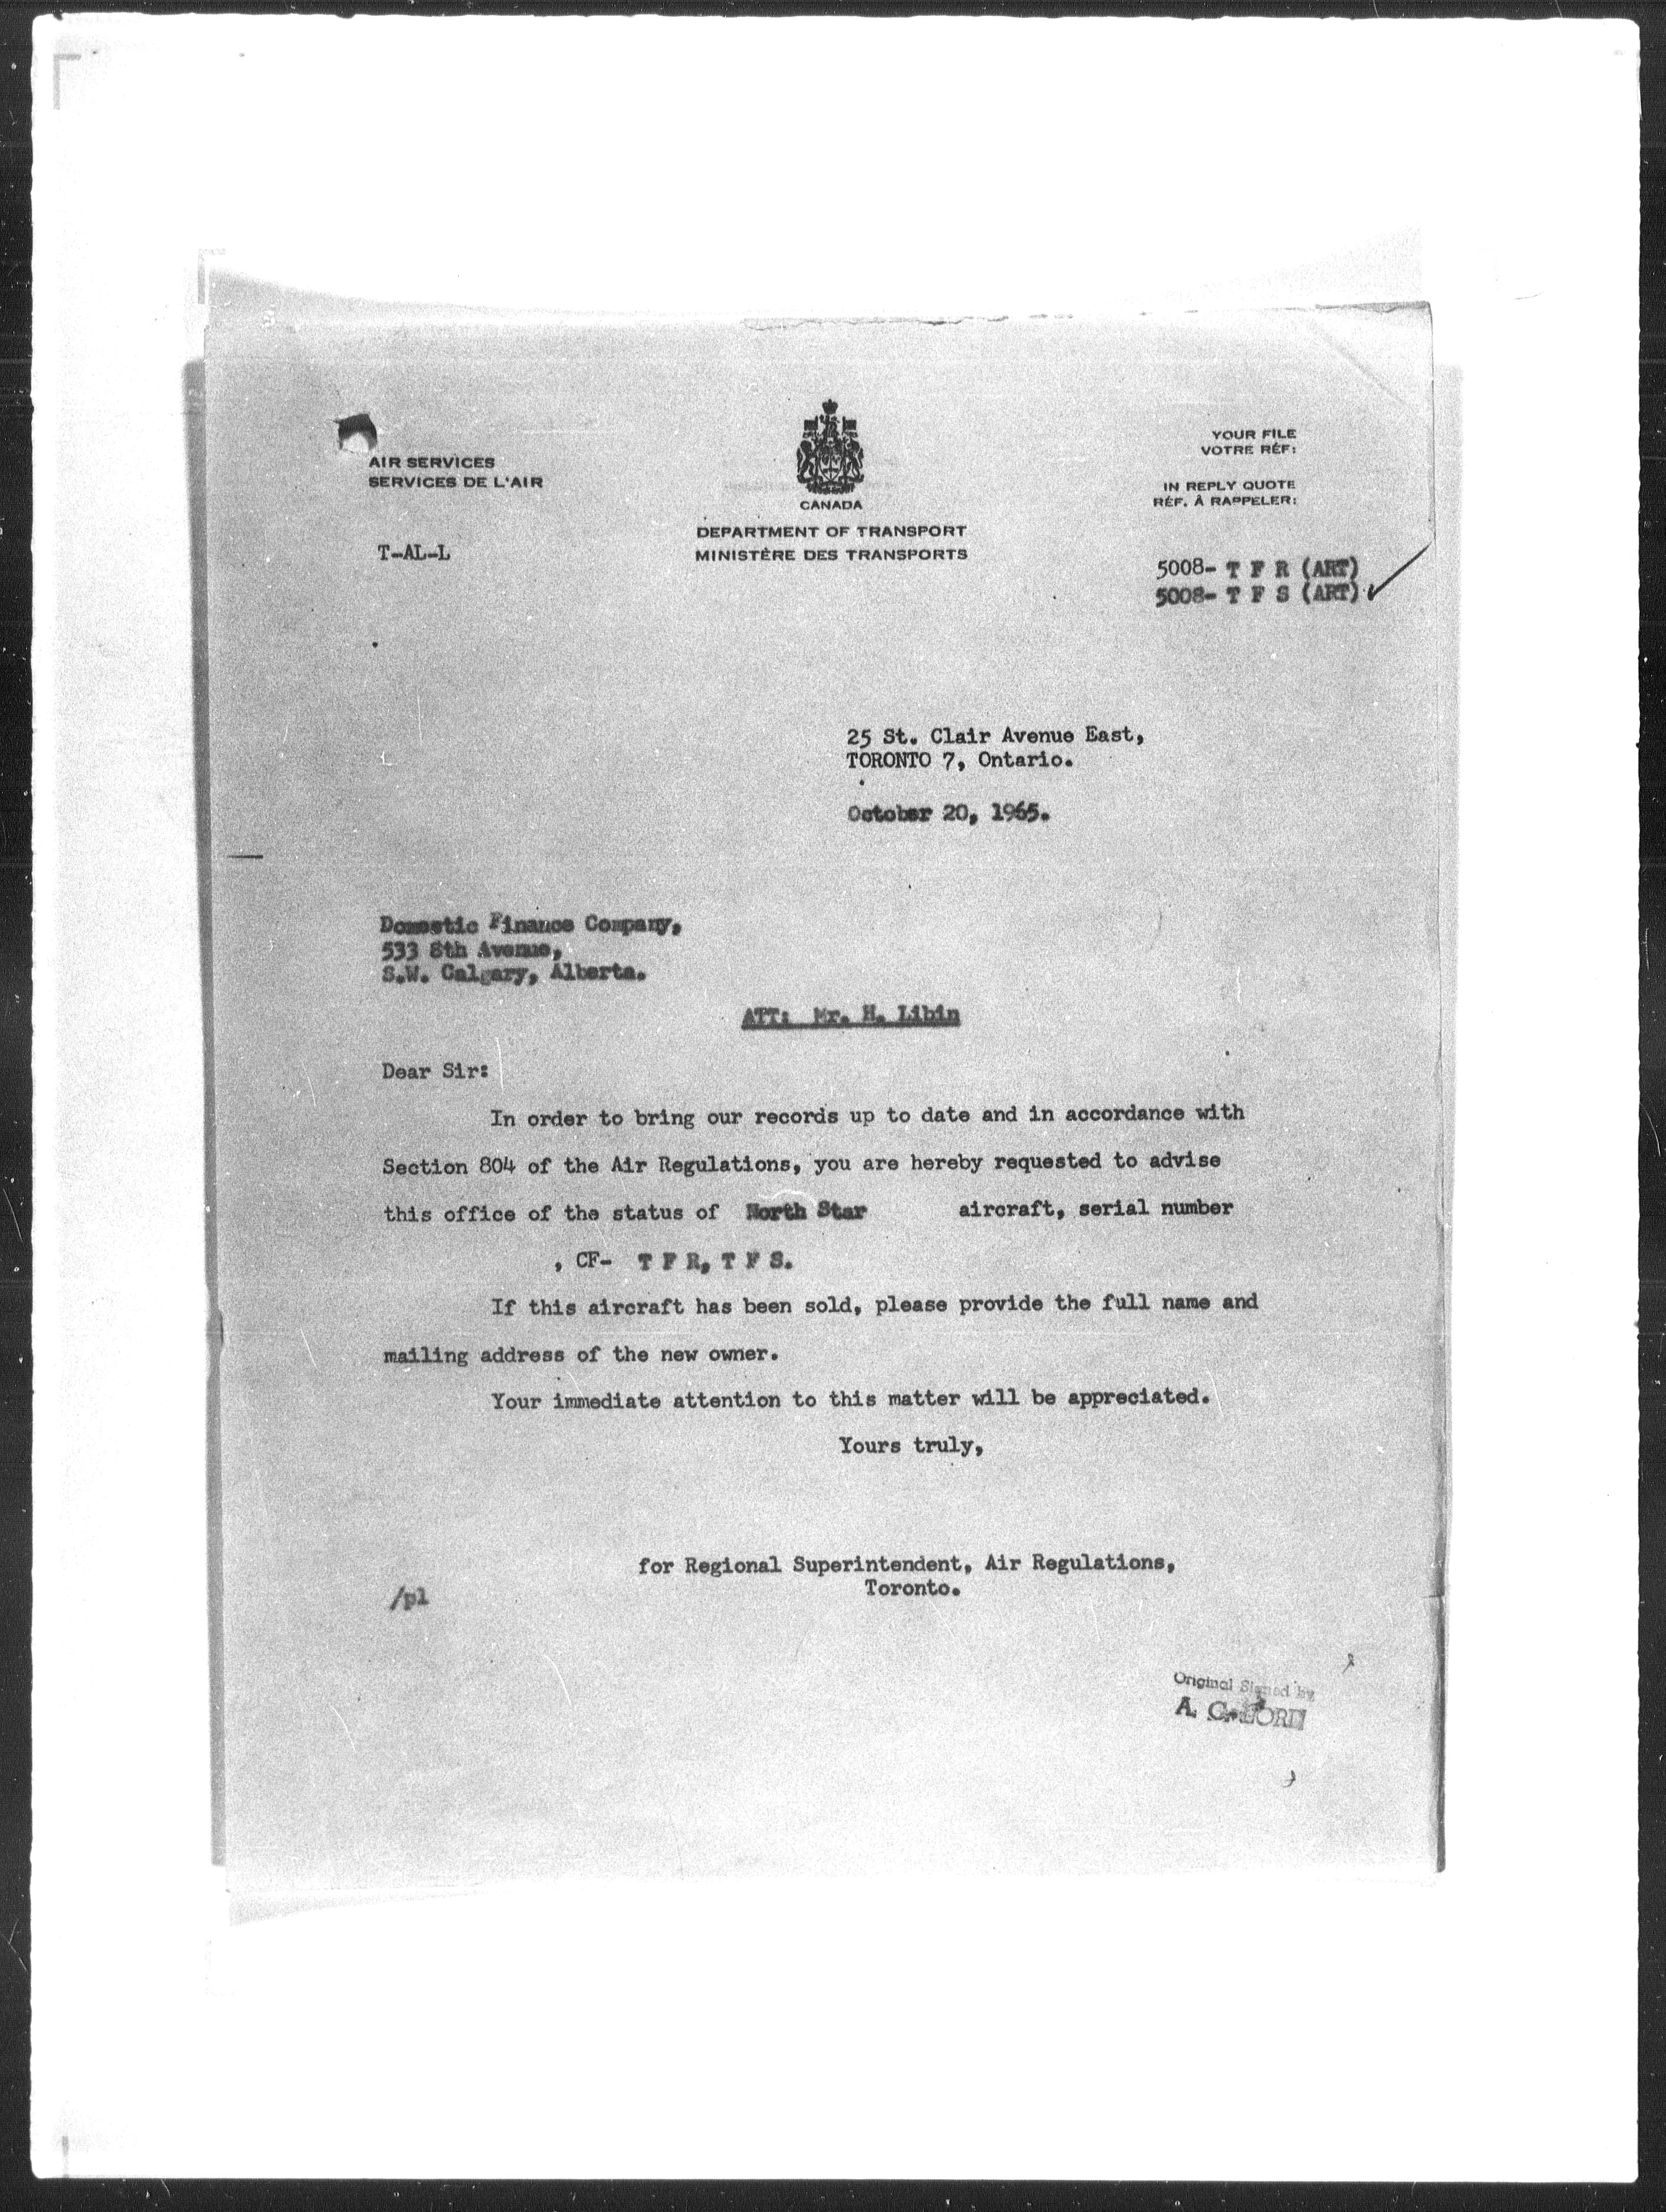 AIR SERVICES
SERVICES DE L'AIR
T-AL-L
CANADA
DEPARTMENT OF TRANSPORT
MINISTÈRE DES TRANSPORTS
YOUR FILE
VOTRE RÉF:
IN REPLY QUOTE
RÉF. À RAPPELER:
5008- T F R (ART)
5008- T F S (ART)
25 St. Clair Avenue East,
TORONTO 7, Ontario.
October 20, 1965.
Domestic Finance Company,
533 8th Avenue,
S.W. Calgary, Alberta.
ATT: Mr. H. Libin
Dear Sir:
In order to bring our records up to date and in accordance with
Section 804 of the Air Regulations, you are hereby requested to advise
this office of the status of North Star aircraft, serial number
, CF- T F R, T F S.
If this aircraft has been sold, please provide the full name and
mailing address of the new owner.
Your immediate attention to this matter will be appreciated.
Yours truly,
for Regional Superintendent, Air Regulations,
Toronto.
/pl
Original Signed by
A. C.